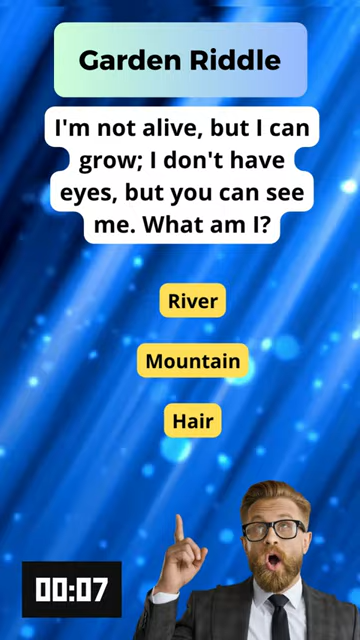 Garden Riddle
I'm not alive, but I can
grow; I don't have
eyes, but you can see
me. What am I?
River
Mountain
Hair
00:07